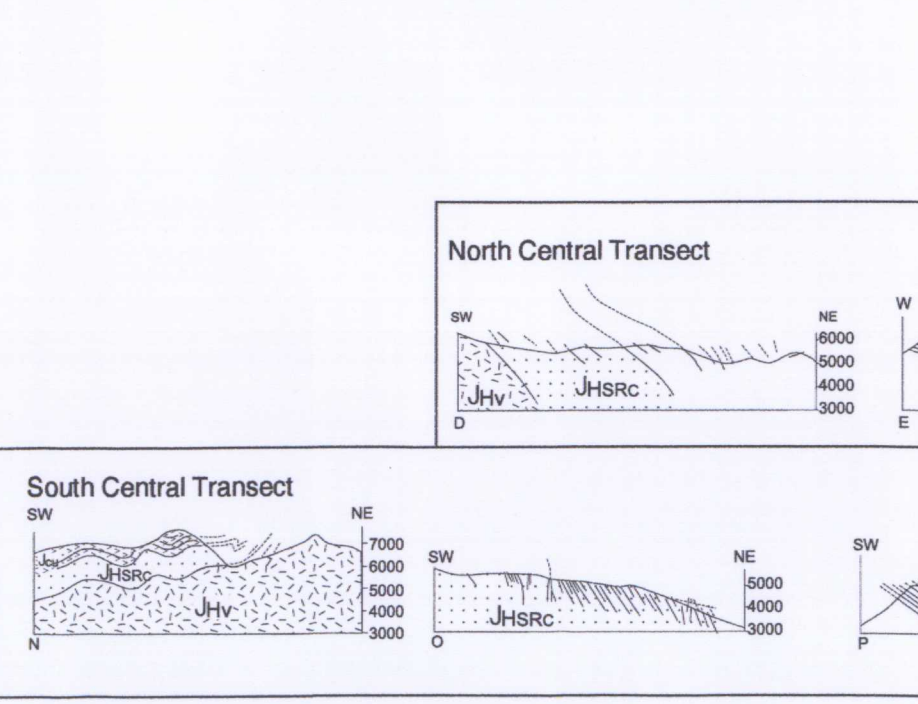 North Central Transect
SW NE
6000
5000
4000
3000
JHV JHSRC
D
W
E
South Central Transect
SW NE
7000
6000
5000
4000
3000
JCU
JHSRC
JHV
N
SW NE
5000
4000
3000
JHSRC
O
SW
P